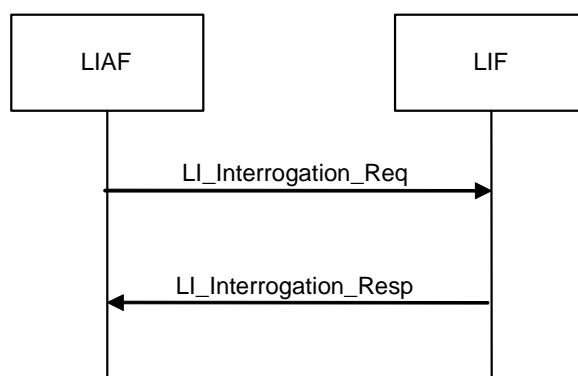 LIAF
LIF
LI_Interrogation_Req
LI_Interrogation_Resp